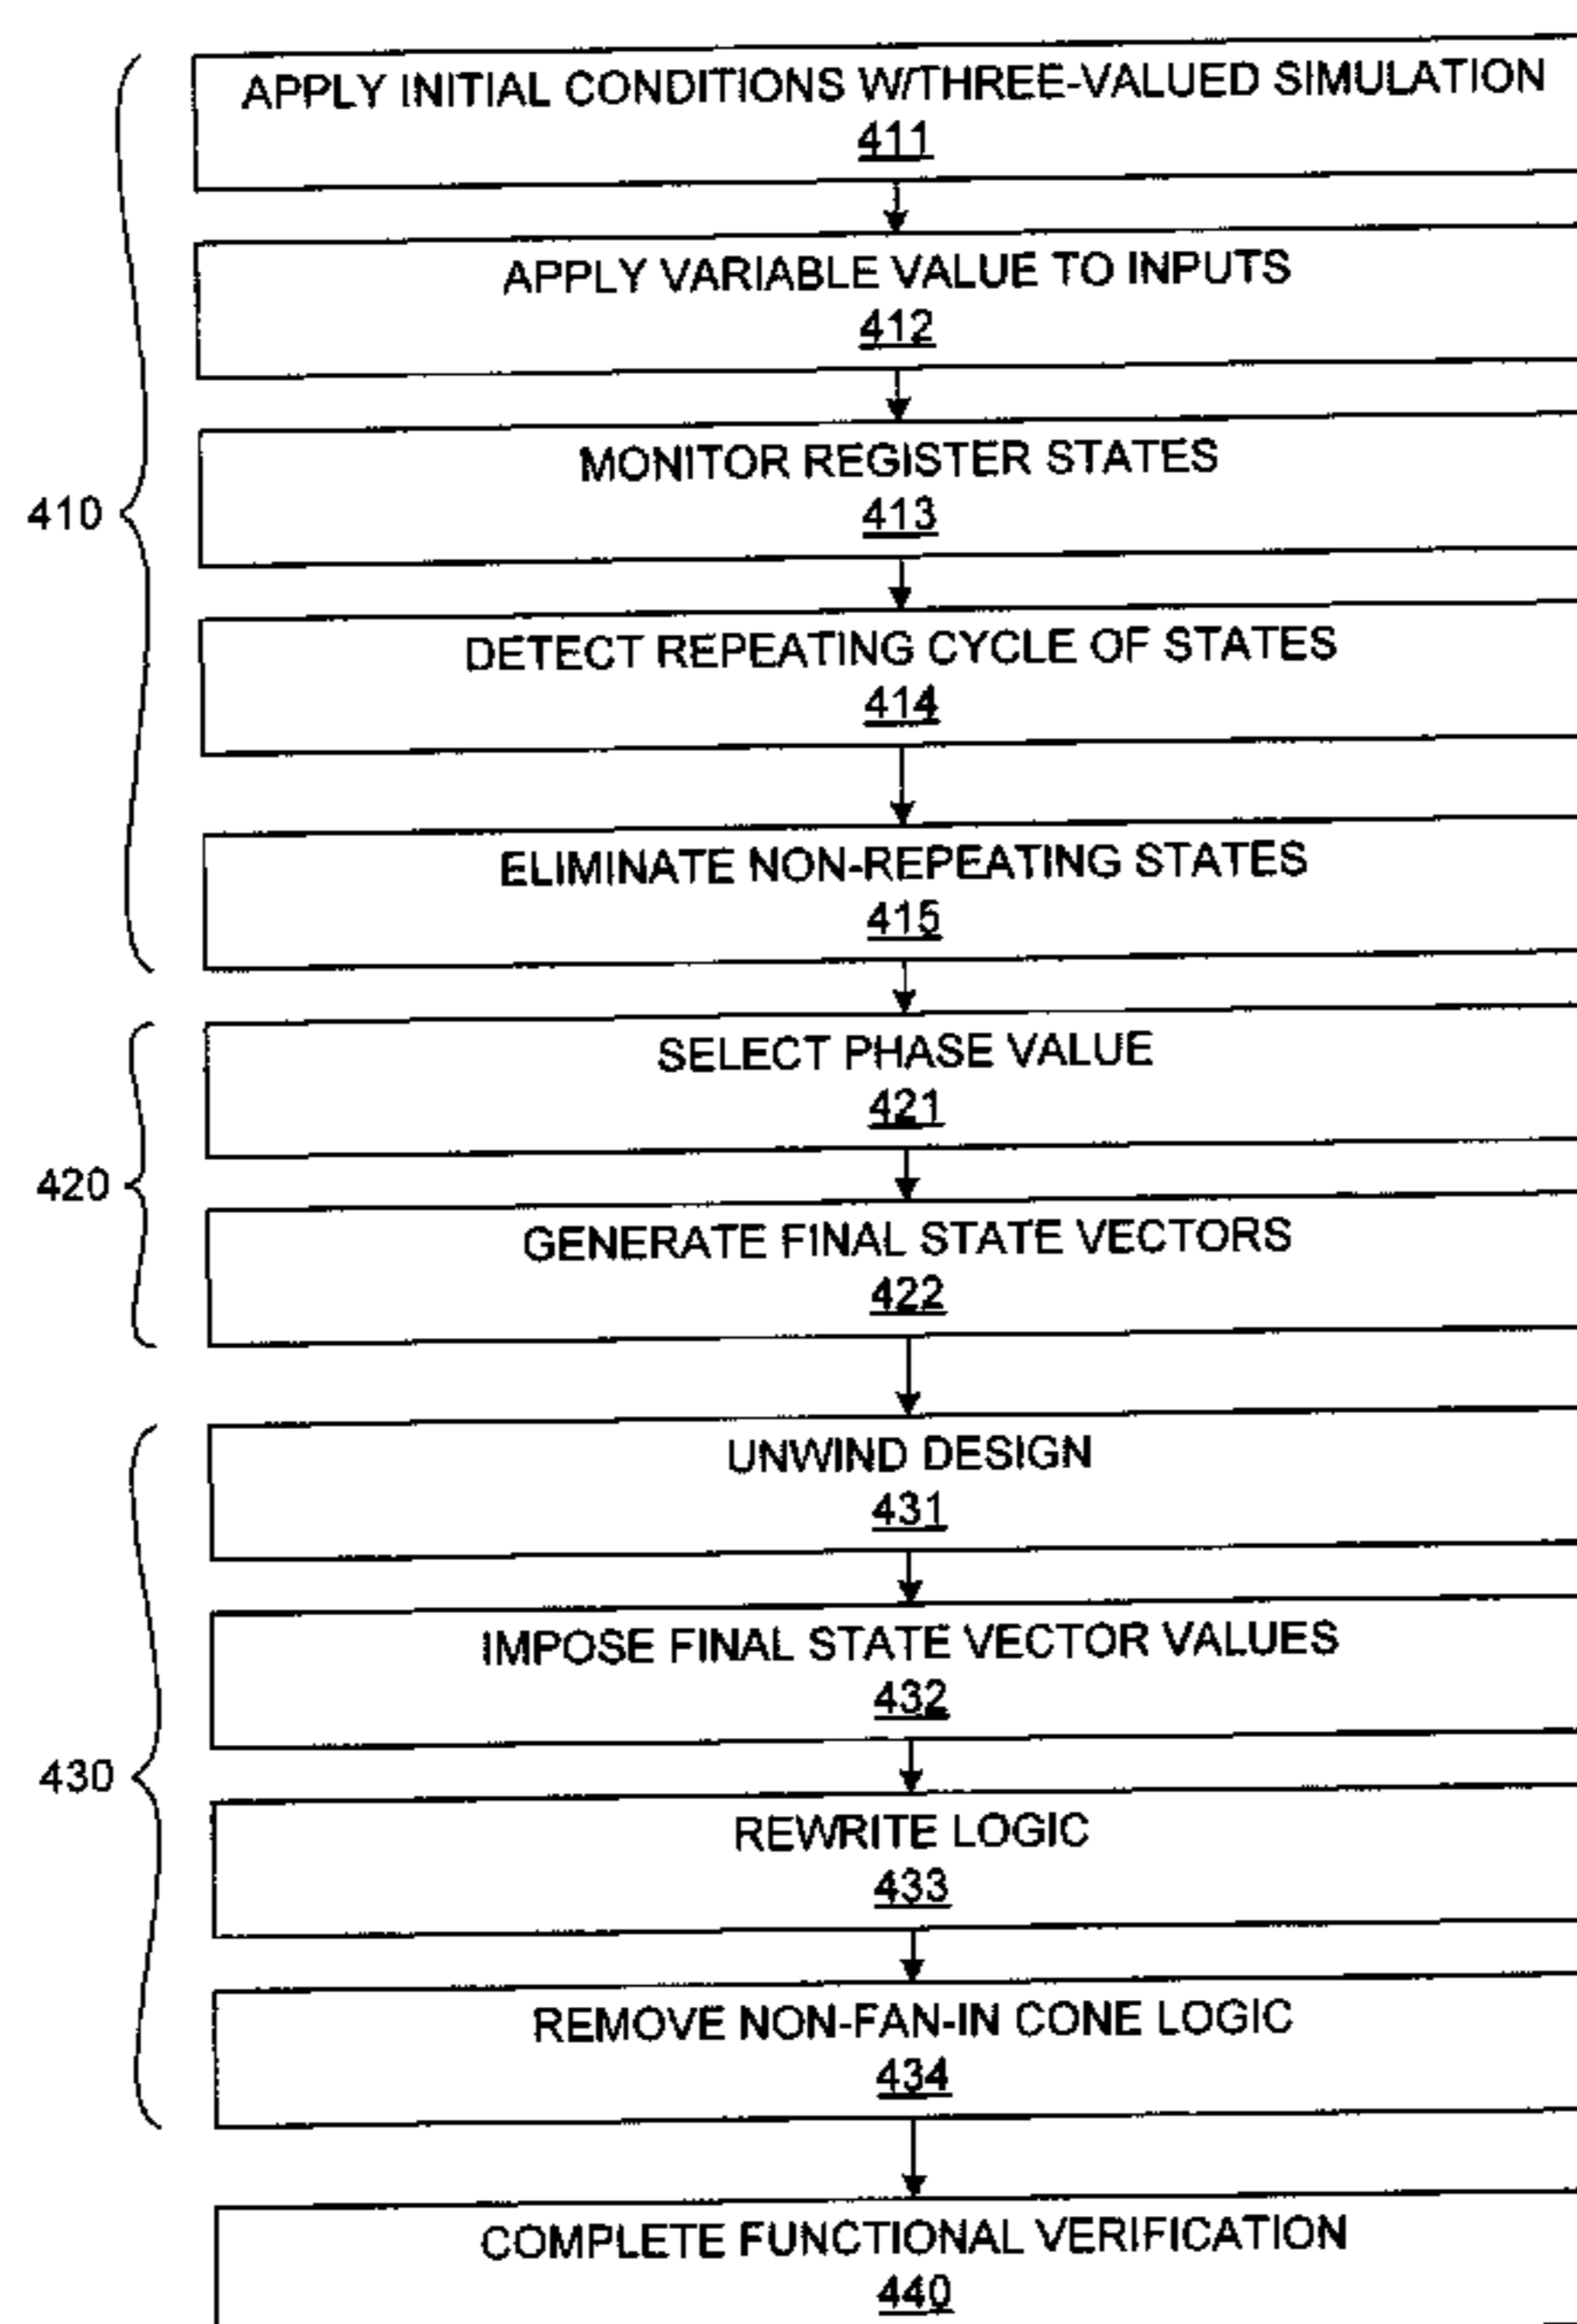 APPLY INITIAL CONDITIONS W/THREE-VALUED SIMULATION
411
APPLY VARIABLE VALUE TO INPUTS
412
MONITOR REGISTER STATES
413
410
DETECT REPEATING CYCLE OF STATES
414
ELIMINATE NON-REPEATING STATES
415
SELECT PHASE VALUE
421
420
GENERATE FINAL STATE VECTORS
422
UNWIND DESIGN
431
IMPOSE FINAL STATE VECTOR VALUES
432
430
REWRITE LOGIC
433
REMOVE NON-FAN-IN CONE LOGIC
434
COMPLETE FUNCTIONAL VERIFICATION
440